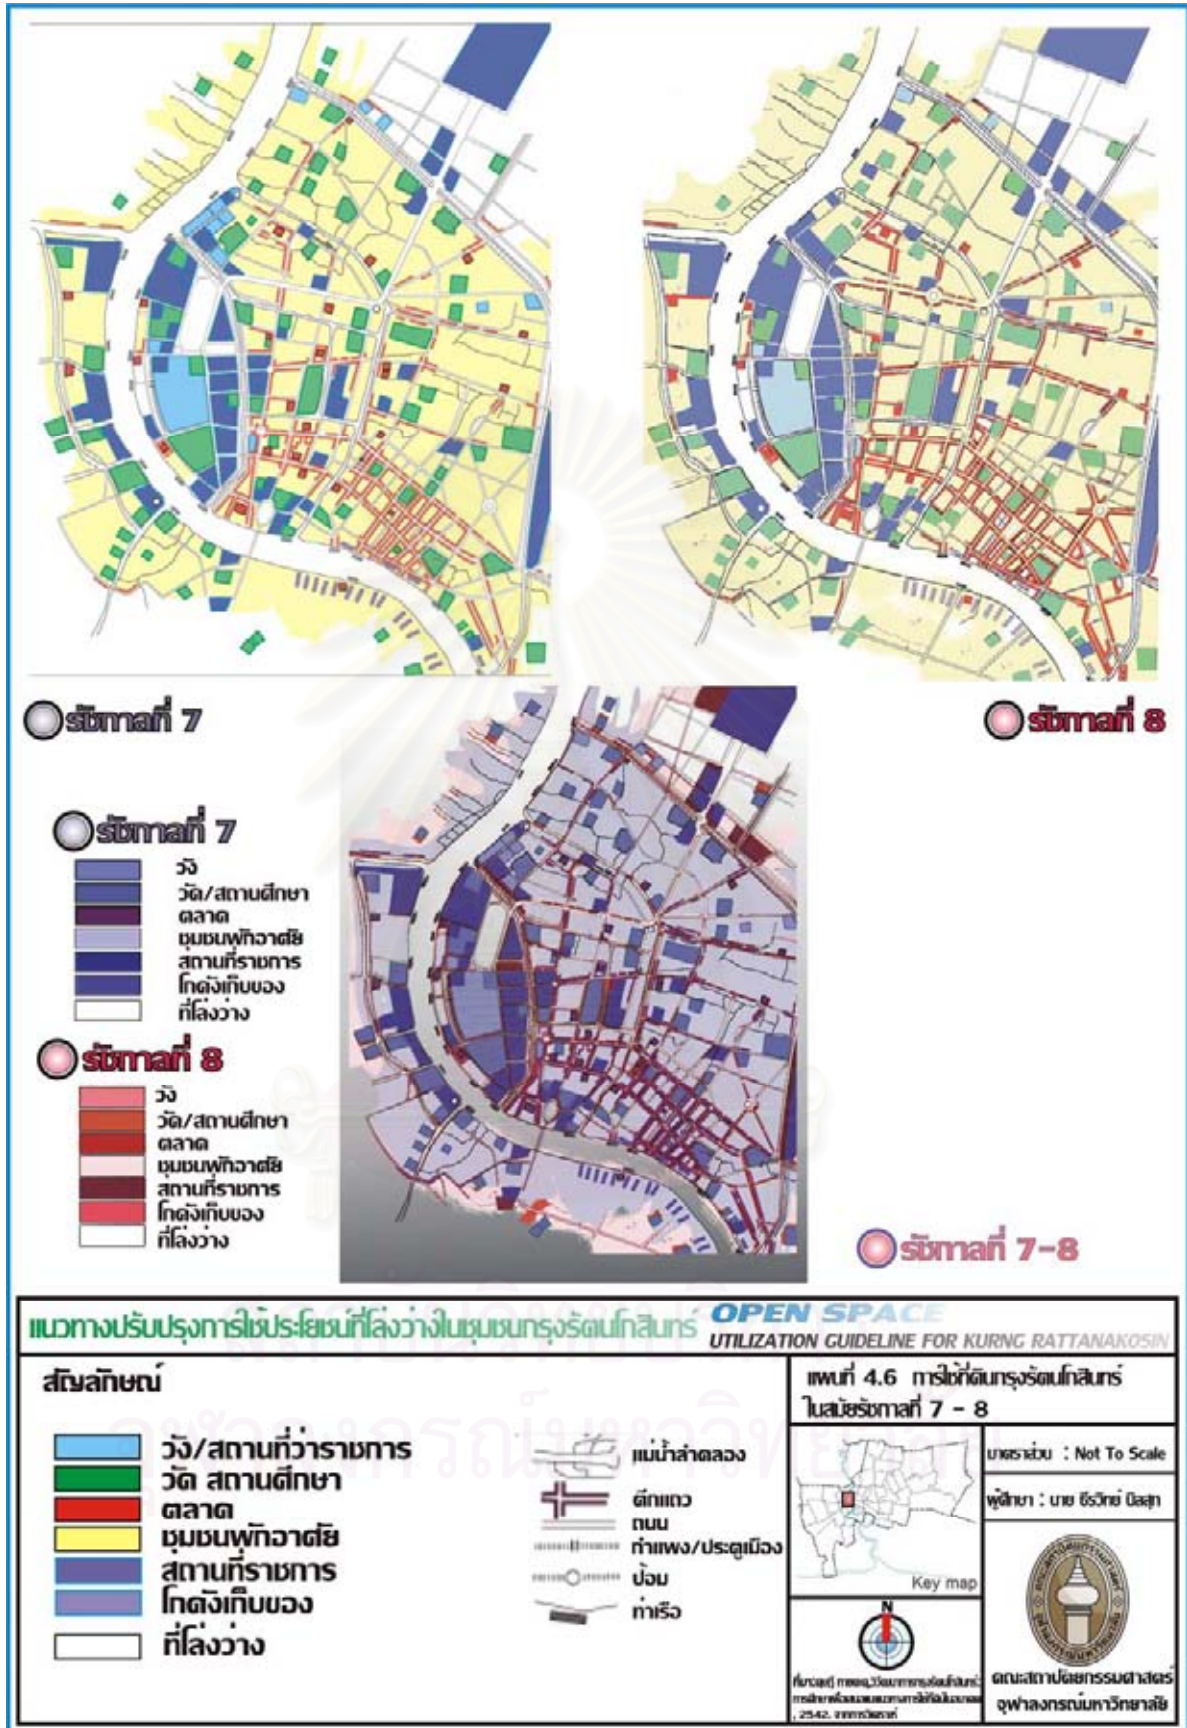 รัชกาลที่ 7
รัชกาลที่ 8
รัชกาลที่ 7
วัง
วัด/สถานศึกษา
ตลาด
ชุมชนพักอาศัย
สถานที่ราชการ
โกดังเก็บของ
ที่โล่งว่าง
รัชกาลที่ 8
วัง
วัด/สถานศึกษา
ตลาด
ชุมชนพักอาศัย
สถานที่ราชการ
โกดังเก็บของ
ที่โล่งว่าง
รัชกาลที่ 7-8
แนวทางปรับปรุงการใช้ประโยชน์ที่โล่งว่างในชุมชนกรุงรัตนโกสินทร์
OPEN SPACE
UTILIZATION GUIDELINE FOR KURNG RATTANAKOSIN
สัญลักษณ์
วัง/สถานที่ว่าราชการ
วัด สถานศึกษา
ตลาด
ชุมชนพักอาศัย
สถานที่ราชการ
โกดังเก็บของ
ที่โล่งว่าง
แม่น้ำลำคลอง
ตึกแถว
ถนน
กำแพง/ประตูเมือง
ป้อม
ท่าเรือ
แผนที่ 4.6 การใช้ที่ดินกรุงรัตนโกสินทร์
ในสมัยรัชกาลที่ 7 - 8
Key map
มาตราส่วน : Not To Scale
ผู้ศึกษา : นาย ธีรวิทย์
N
, 2542.
คณะสถาปัตยกรรมศาสตร์
จุฬาลงกรณ์มหาวิทยาลัย